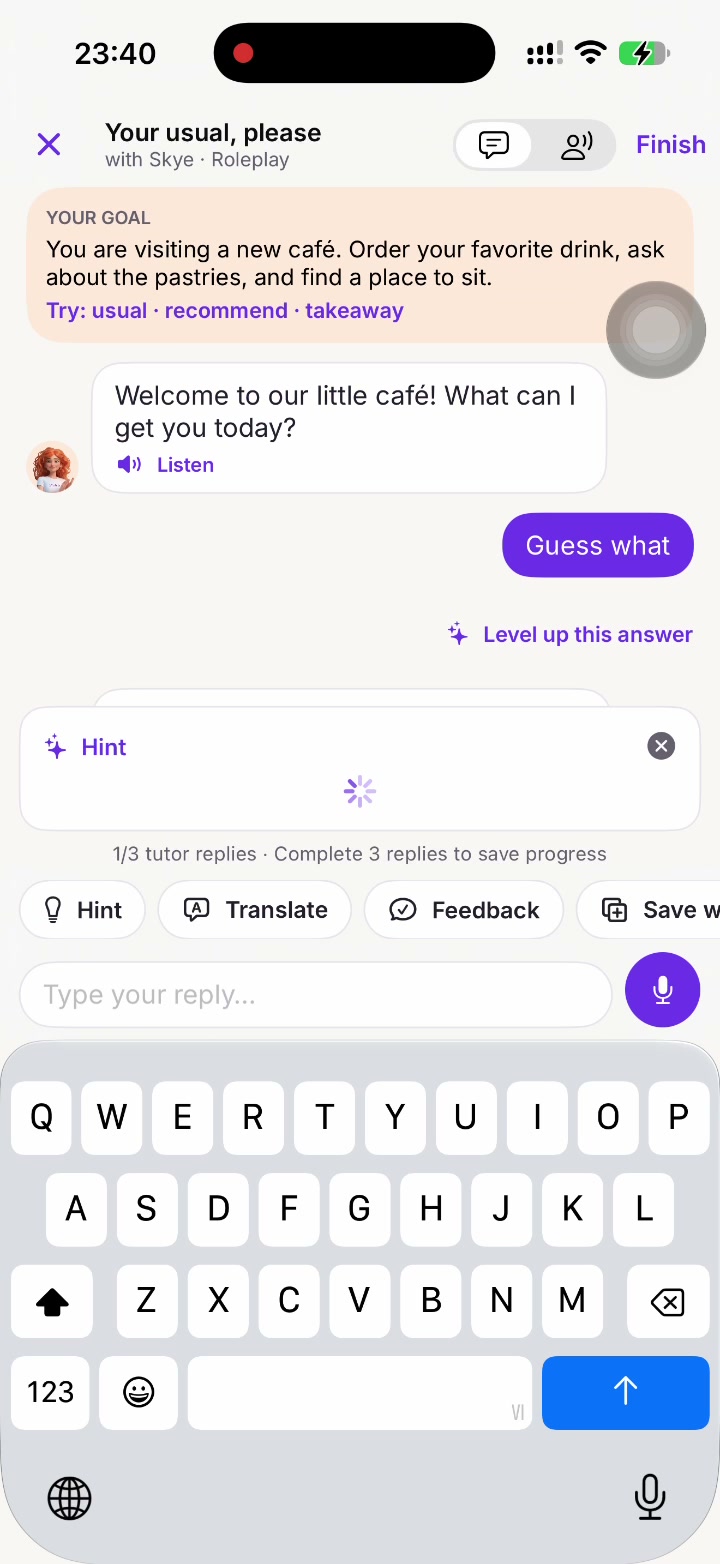 23:40
Your usual, please
with Skye · Roleplay
Finish
YOUR GOAL
You are visiting a new café. Order your favorite drink, ask
about the pastries, and find a place to sit.
Try: usual · recommend · takeaway
Welcome to our little café! What can I
get you today?
Listen
Guess what
Level up this answer
Hint
1/3 tutor replies · Complete 3 replies to save progress
Hint
A
Translate
Feedback
Save w
Type your reply...
Q W E R T Y U I O P
A S D F G H J K L
Z X C V B N M
123
VI